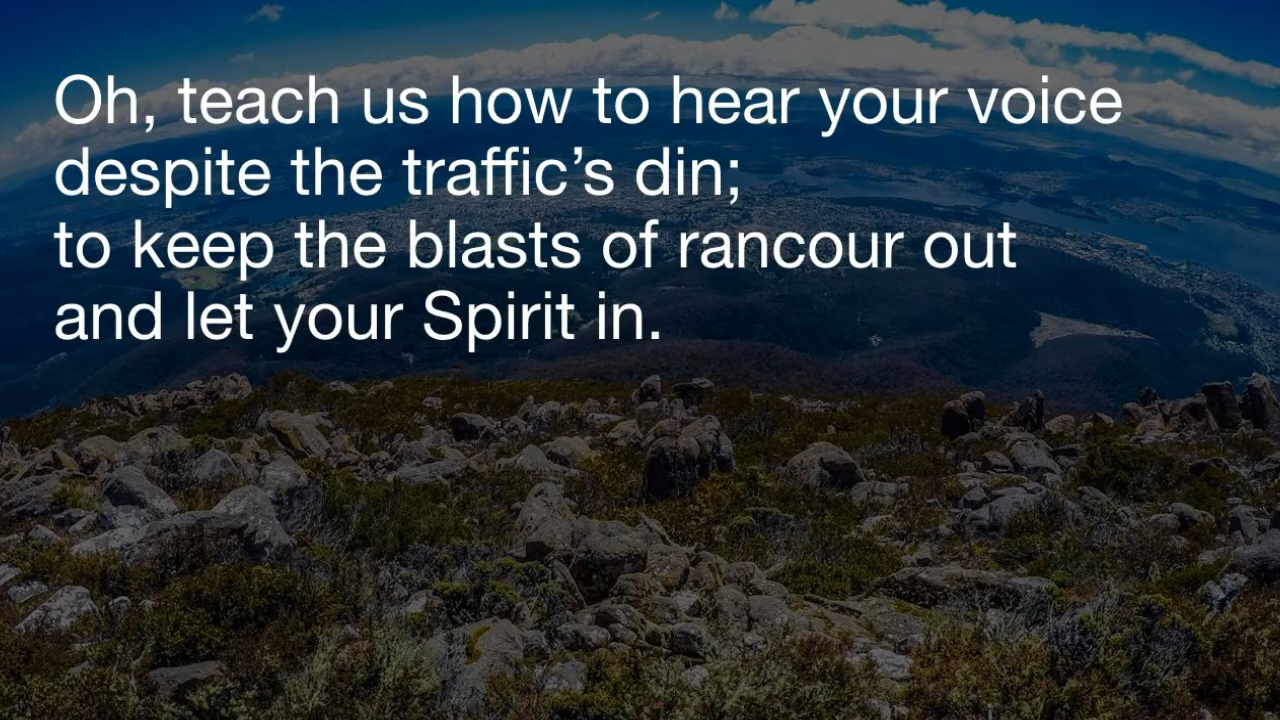 Oh, teach us how to hear your voice
despite the traffic’s din;
to keep the blasts of rancour out
and let your Spirit in.